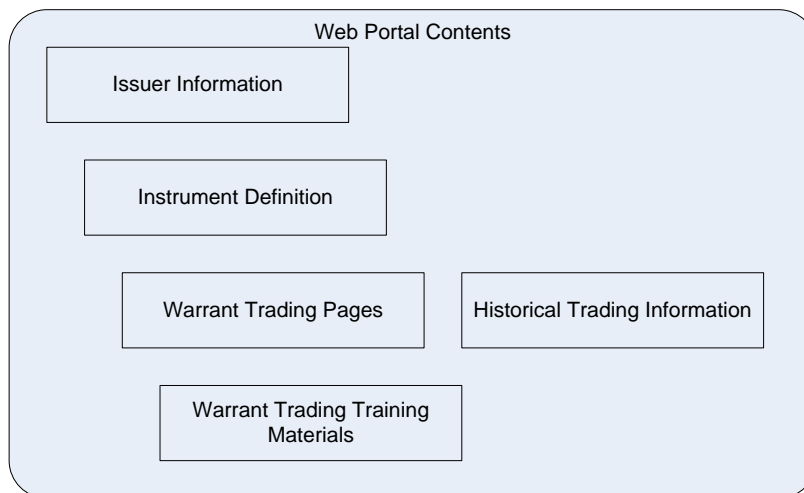 Web Portal Contents
Issuer Information
Instrument Definition
Warrant Trading Pages
Historical Trading Information
Warrant Trading Training
Materials